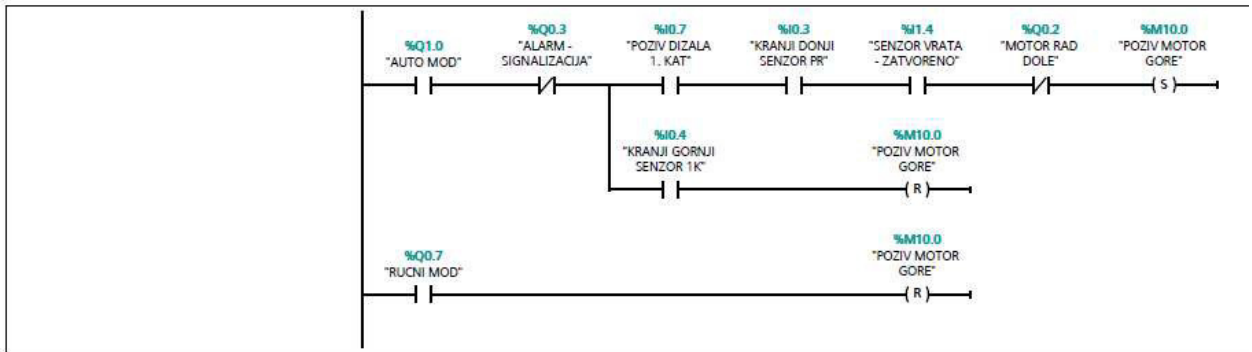 %Q1.0
"AUTO MOD"
%Q0.3
"ALARM -
SIGNALIZACIJA"
%I0.7
"POZIV DIZALA
1. KAT"
%I0.3
"KRANJI DONJI
SENZOR PR"
%I1.4
"SENZOR VRATA
- ZATVORENO"
%Q0.2
"MOTOR RAD
DOLE"
%M10.0
"POZIV MOTOR
GORE"
S
%I0.4
"KRANJI GORNJI
SENZOR 1K"
%M10.0
"POZIV MOTOR
GORE"
R
%Q0.7
"RUCNI MOD"
%M10.0
"POZIV MOTOR
GORE"
R